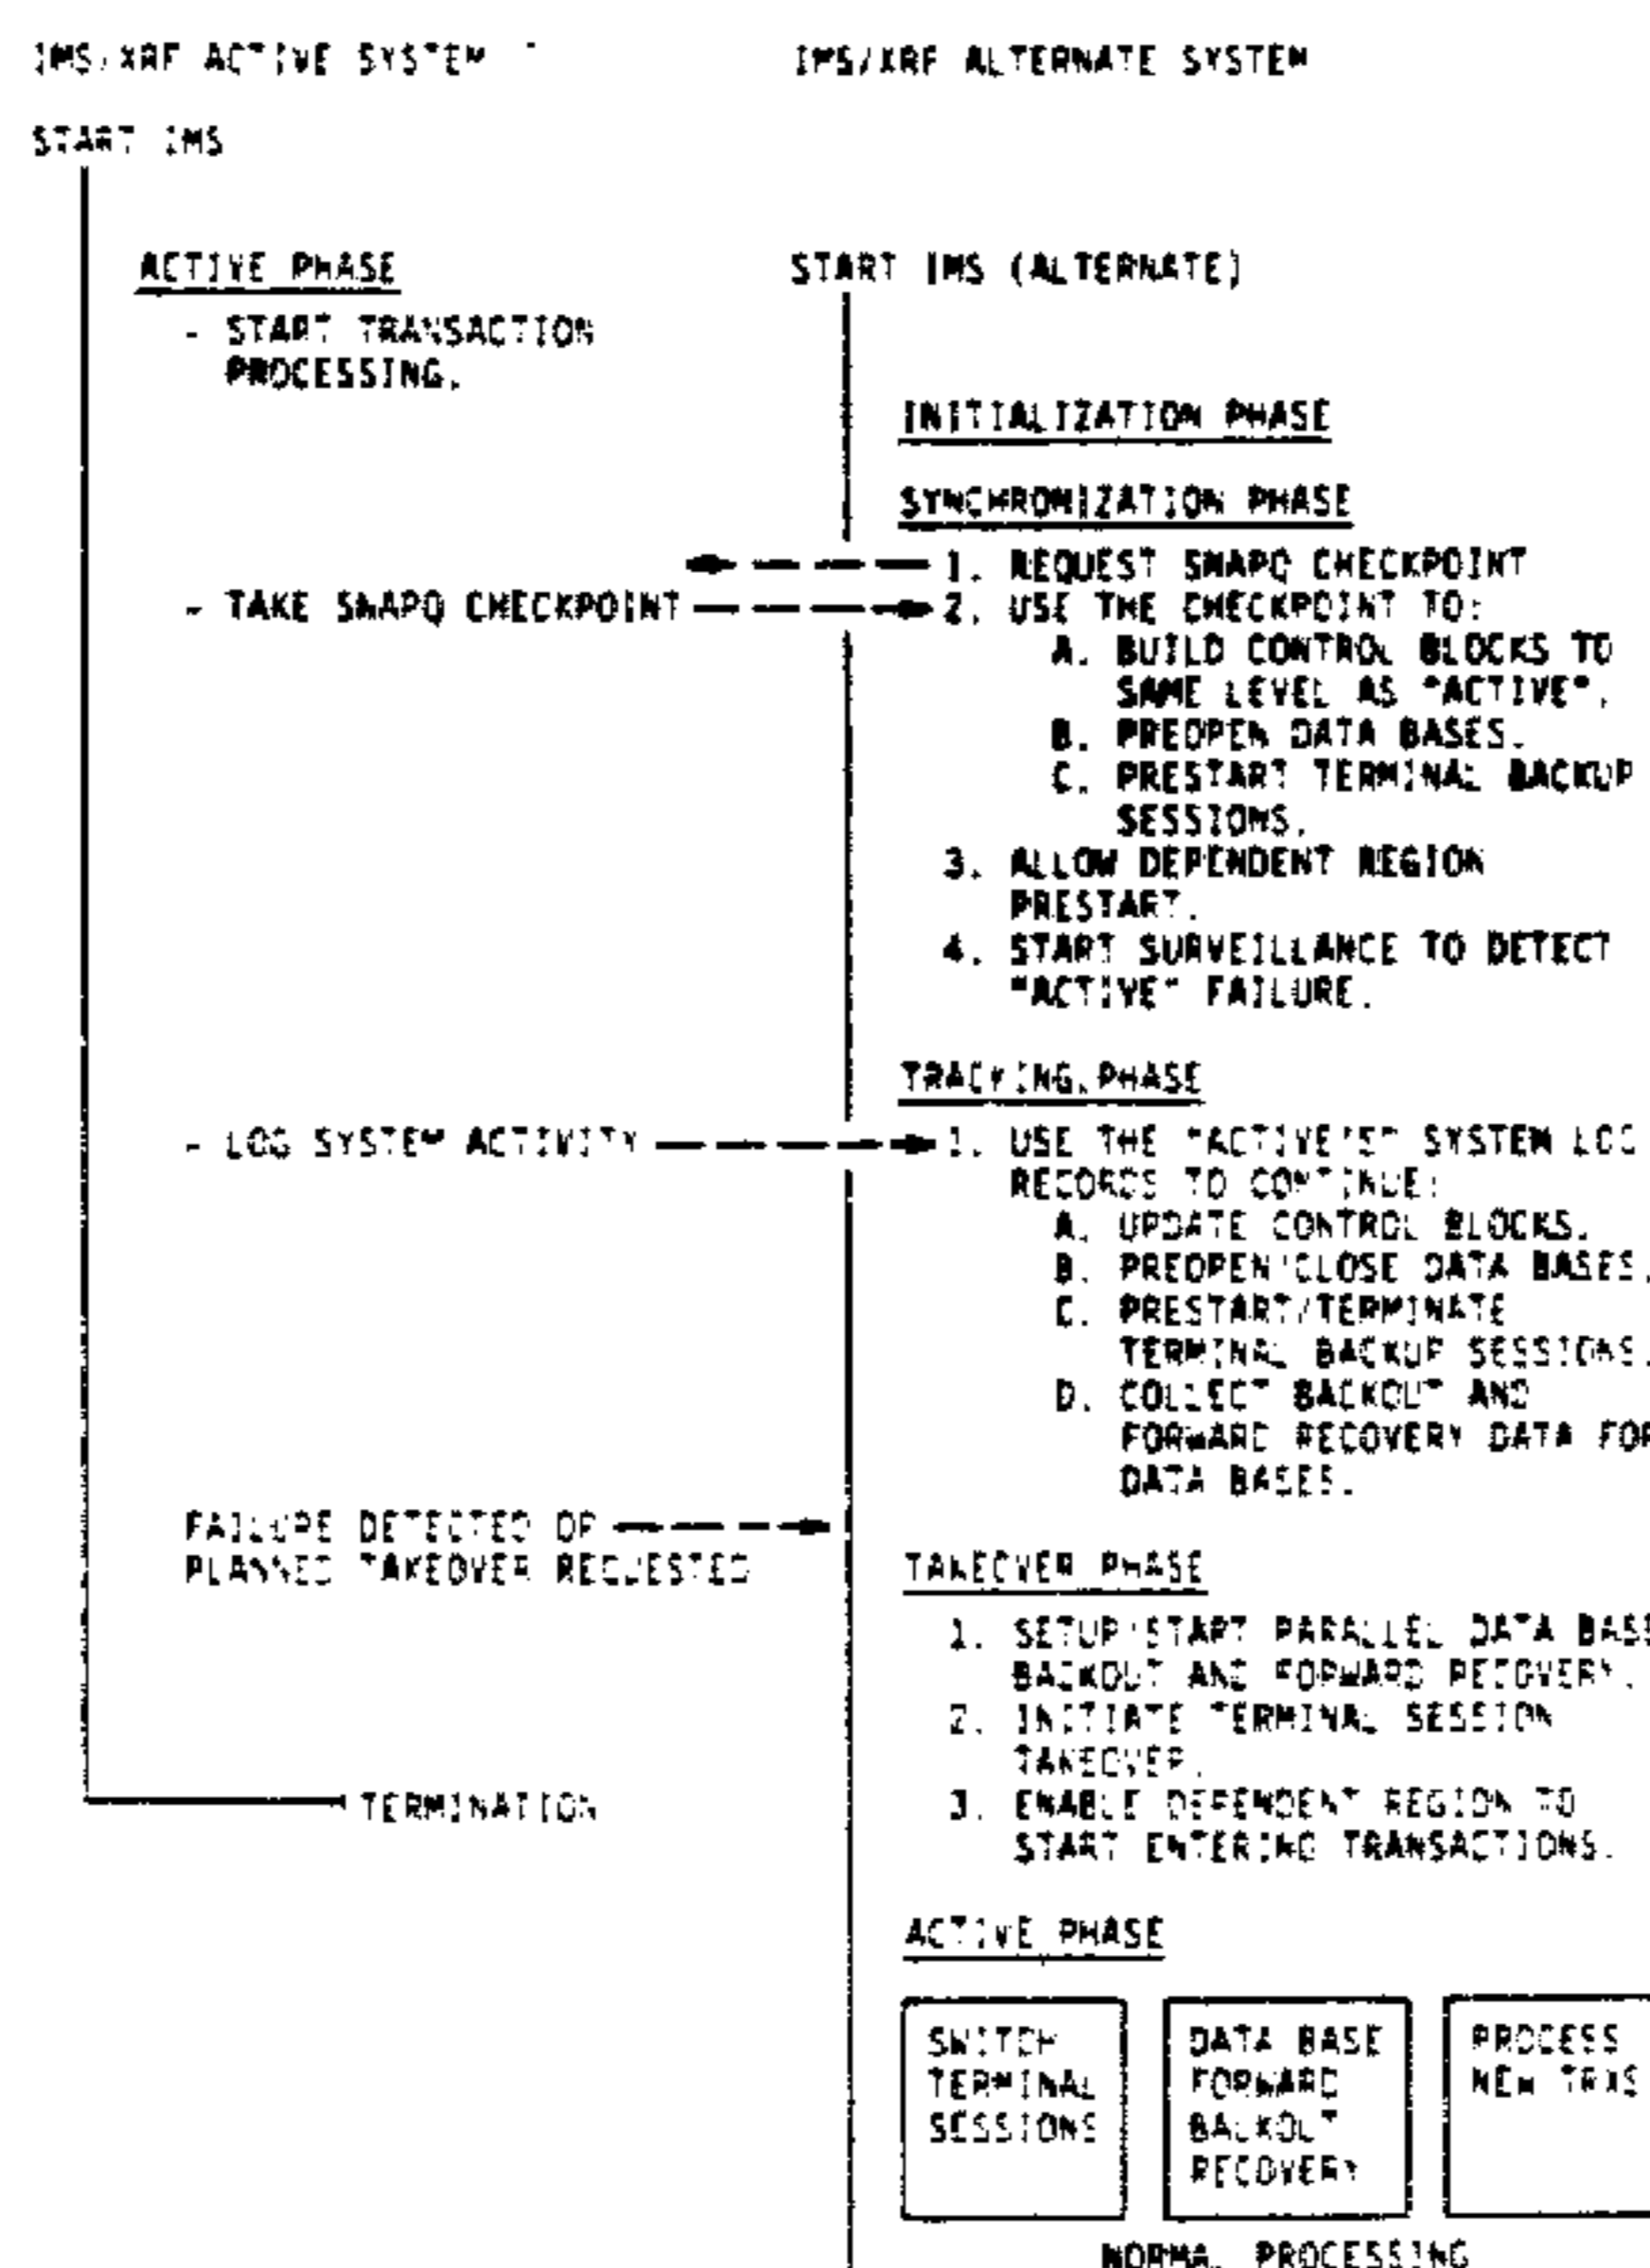 IMS/XRF ACTIVE SYSTEM
IMS/XRF ALTERNATE SYSTEM
START IMS
ACTIVE PHASE
START IMS (ALTERNATE)
- START TRANSACTION
PROCESSING.
INITIALIZATION PHASE
SYNCHRONIZATION PHASE
1. REQUEST SNAPQ CHECKPOINT
- TAKE SNAPQ CHECKPOINT
2. USE THE CHECKPOINT TO:
A. BUILD CONTROL BLOCKS TO
SAME LEVEL AS "ACTIVE".
B. PREOPEN DATA BASES.
C. PRESTART TERMINAL BACKUP
SESSIONS.
3. ALLOW DEPENDENT REGION
PRESTART.
4. START SURVEILLANCE TO DETECT
"ACTIVE" FAILURE.
TRACKING PHASE
- LOG SYSTEM ACTIVITY
1. USE THE "ACTIVE'S" SYSTEM LOG
RECORDS TO CONTINUE:
A. UPDATE CONTROL BLOCKS.
B. PREOPEN/CLOSE DATA BASES.
C. PRESTART/TERMINATE
TERMINAL BACKUP SESSIONS.
D. COLLECT BACKOUT AND
FORWARD RECOVERY DATA FOR
DATA BASES.
FAILURE DETECTED OR
PLANNED TAKEOVER REQUESTED
TAKEOVER PHASE
1. SETUP/START PARALLEL DATA BASE
BACKOUT AND FORWARD RECOVERY.
2. INITIATE TERMINAL SESSION
TAKEOVER.
3. ENABLE DEPENDENT REGION TO
START ENTERING TRANSACTIONS.
TERMINATION
ACTIVE PHASE
SWITCH
TERMINAL
SESSIONS
DATA BASE
FORWARD
BACKOUT
RECOVERY
PROCESS
NEW TRXS
NORMAL PROCESSING